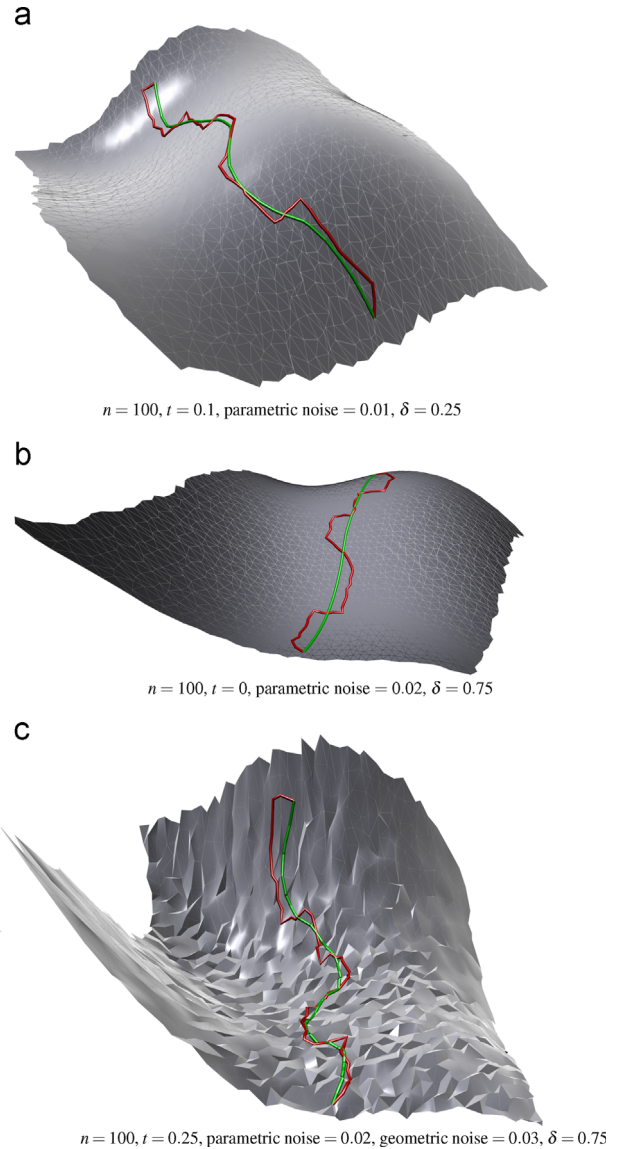 a
n = 100, t = 0.1, parametric noise = 0.01, δ = 0.25
b
n = 100, t = 0, parametric noise = 0.02, δ = 0.75
c
n = 100, t = 0.25, parametric noise = 0.02, geometric noise = 0.03, δ = 0.75